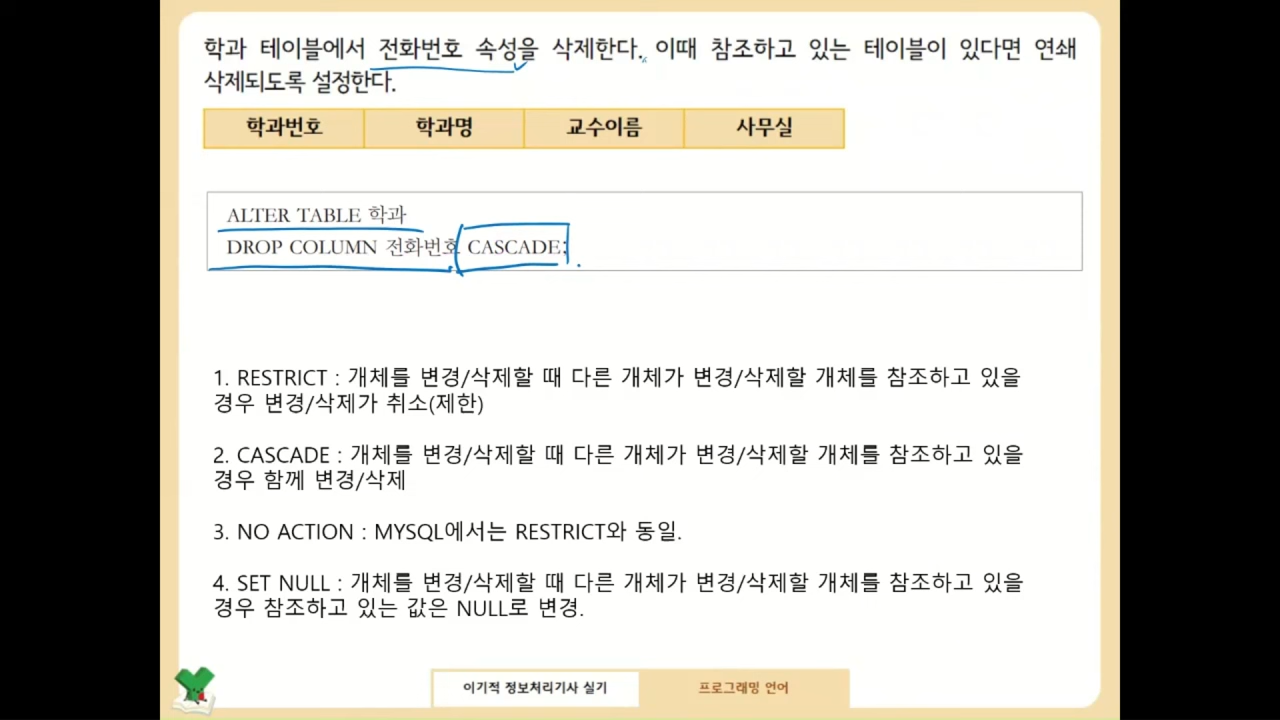 학과 테이블에서 전화번호 속성을 삭제한다. 이때 참조하고 있는 테이블이 있다면 연쇄
삭제되도록 설정한다.
학과번호 학과명 교수이름 사무실
ALTER TABLE 학과
DROP COLUMN 전화번호 CASCADE;
1. RESTRICT : 개체를 변경/삭제할 때 다른 개체가 변경/삭제할 개체를 참조하고 있을
경우 변경/삭제가 취소(제한)
2. CASCADE : 개체를 변경/삭제할 때 다른 개체가 변경/삭제할 개체를 참조하고 있을
경우 함께 변경/삭제
3. NO ACTION : MYSQL에서는 RESTRICT와 동일.
4. SET NULL : 개체를 변경/삭제할 때 다른 개체가 변경/삭제할 개체를 참조하고 있을
경우 참조하고 있는 값은 NULL로 변경.
이기적 정보처리기사 실기 프로그래밍 언어